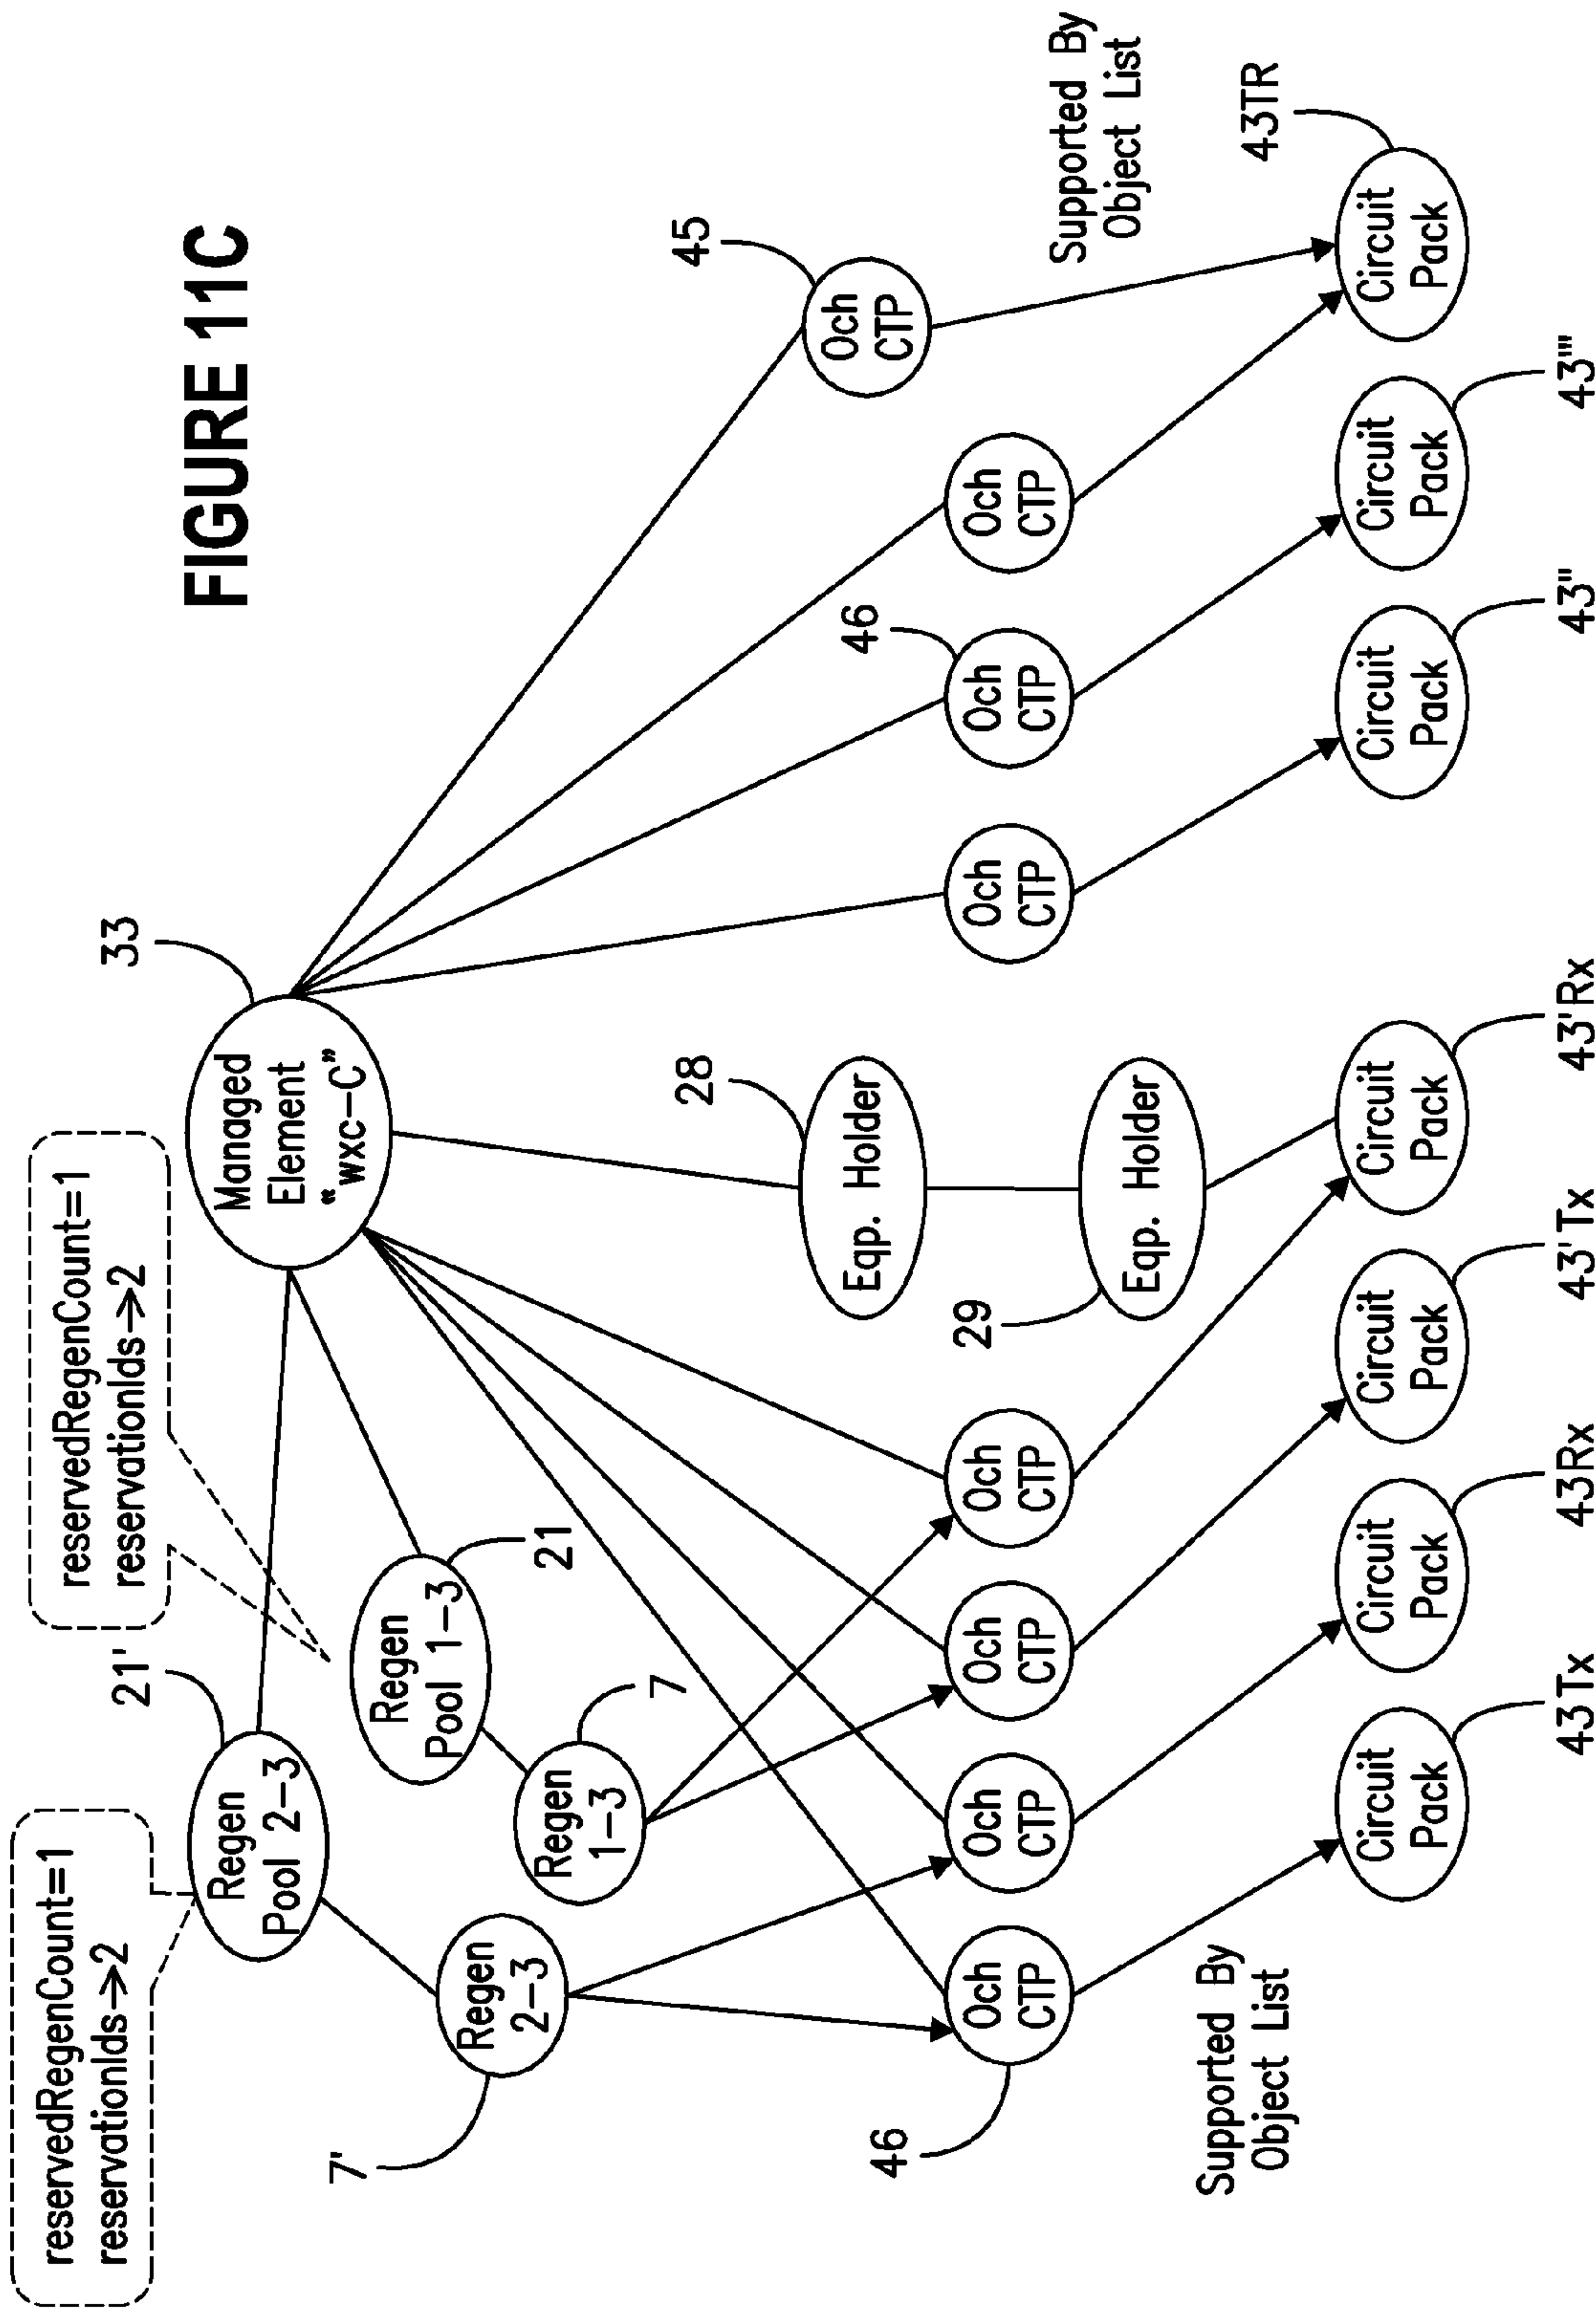 FIGURE 11C
reservedRegenCount=1
reservationIds→2
reservedRegenCount=1
reservationIds→2
21'
33
Regen
Pool 2–3
Managed
Element
“wxc–C”
Regen
Pool 1–3
21
7'
Regen
2–3
Regen
1–3
7
28
Eqp. Holder
45
Och
CTP
46
Och
CTP
Och
CTP
Och
CTP
Och
CTP
29
Eqp. Holder
Och
CTP
46
Och
CTP
Och
CTP
Supported By
Object List
Supported By
Object List
43TR
Circuit
Pack
Circuit
Pack
Circuit
Pack
Circuit
Pack
Circuit
Pack
Circuit
Pack
Circuit
Pack
43Tx
43Rx
43'Tx
43'Rx
43"
43'"